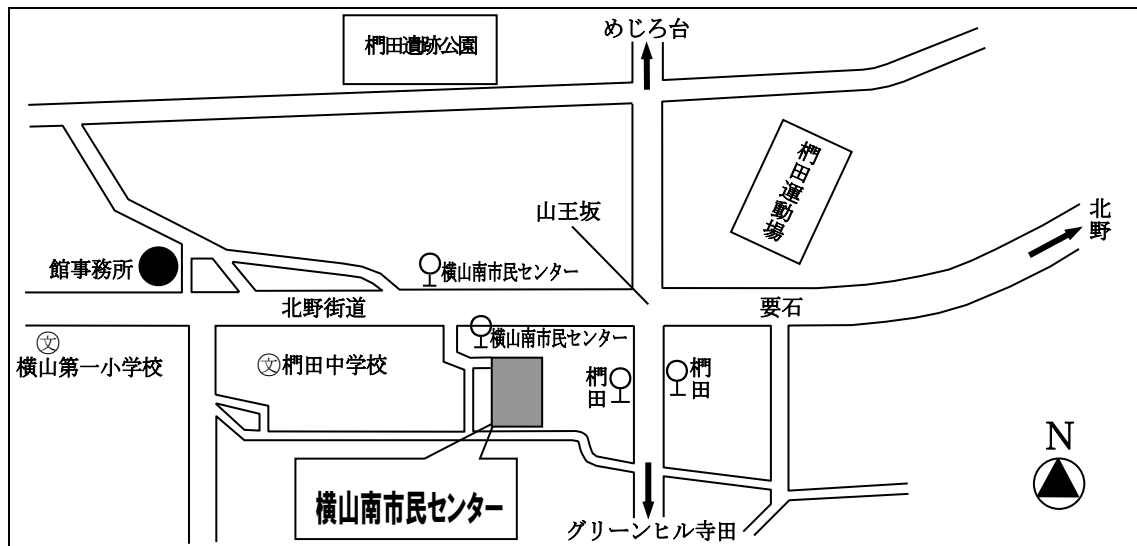 めじろ台
椚田遺跡公園
椚田運動場
北野
山王坂
館事務所
横山南市民センター
北野街道
要石
横山南市民センター
文
横山第一小学校
文椚田中学校
椚田
椚田
N
横山南市民センター
グリーンヒル寺田